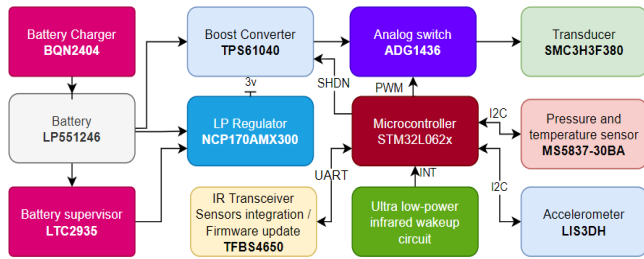 Battery Charger
BQN2404
Boost Converter
TPS61040
Analog switch
ADG1436
Transducer
SMC3H3F380
3v
SHDN
PWM
Battery
LP551246
LP Regulator
NCP170AMX300
Microcontroller
STM32L062x
I2C
Pressure and
temperature sensor
MS5837-30BA
UART
INT
I2C
Battery supervisor
LTC2935
IR Transceiver
Sensors integration /
Firmware update
TFBS4650
Ultra low-power
infrared wakeup
circuit
Accelerometer
LIS3DH